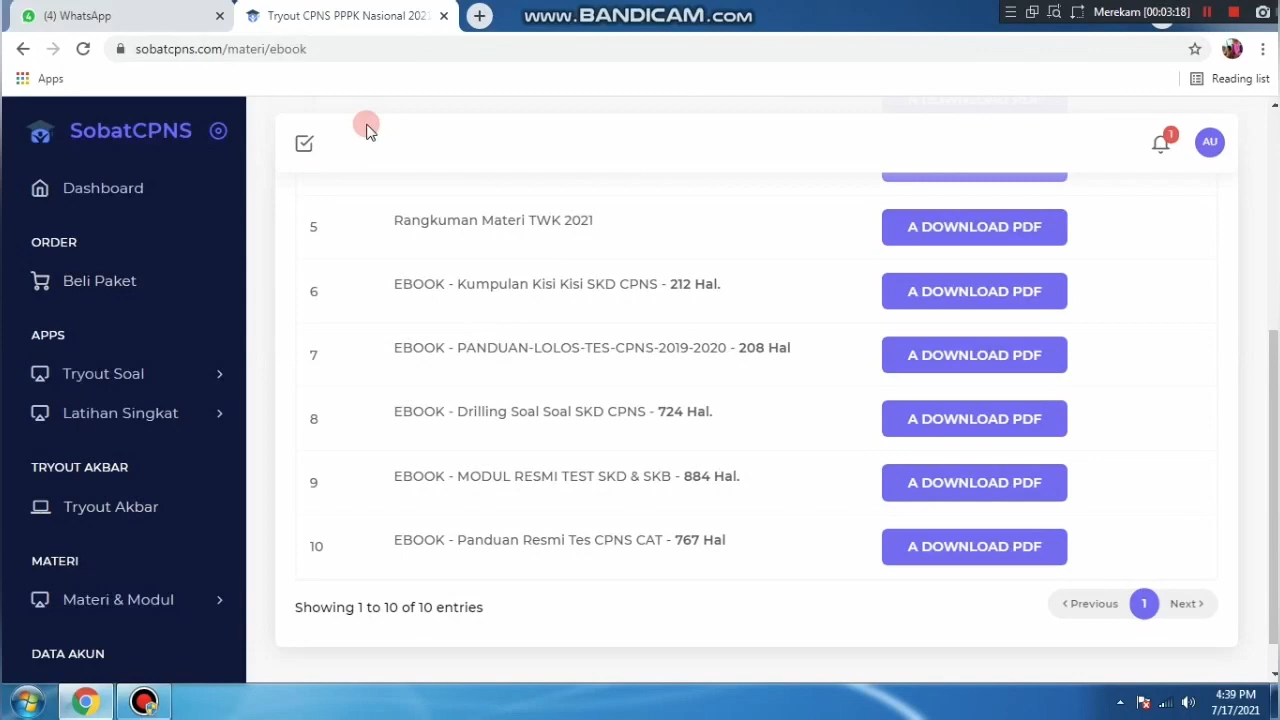 (4) WhatsApp
Tryout CPNS PPPK Nasional 2021
www.BANDICAM.com
Merekam [00:03:18]
sobatcpns.com/materi/ebook
Apps
Reading list
SobatCPNS
A DOWNLOAD PDF
1
AU
Dashboard
ORDER
Beli Paket
APPS
Tryout Soal
Latihan Singkat
TRYOUT AKBAR
Tryout Akbar
MATERI
Materi & Modul
DATA AKUN
5 Rangkuman Materi TWK 2021 A DOWNLOAD PDF
6 EBOOK - Kumpulan Kisi Kisi SKD CPNS - 212 Hal. A DOWNLOAD PDF
7 EBOOK - PANDUAN-LOLOS-TES-CPNS-2019-2020 - 208 Hal A DOWNLOAD PDF
8 EBOOK - Drilling Soal Soal SKD CPNS - 724 Hal. A DOWNLOAD PDF
9 EBOOK - MODUL RESMI TEST SKD & SKB - 884 Hal. A DOWNLOAD PDF
10 EBOOK - Panduan Resmi Tes CPNS CAT - 767 Hal A DOWNLOAD PDF
Showing 1 to 10 of 10 entries
Previous 1 Next
4:39 PM
7/17/2021